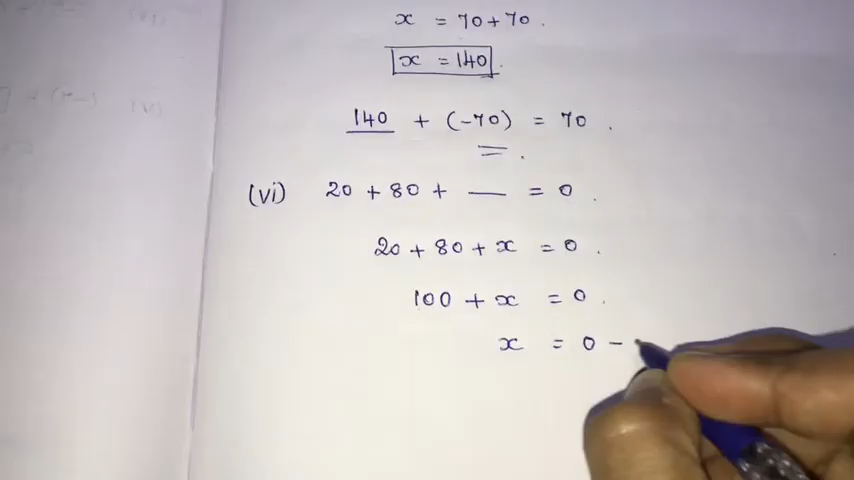 x = 70 + 70.
x = 140.
140 + (-70) = 70.
(vi) 20 + 80 + ___ = 0.
20 + 80 + x = 0.
100 + x = 0.
x = 0 -